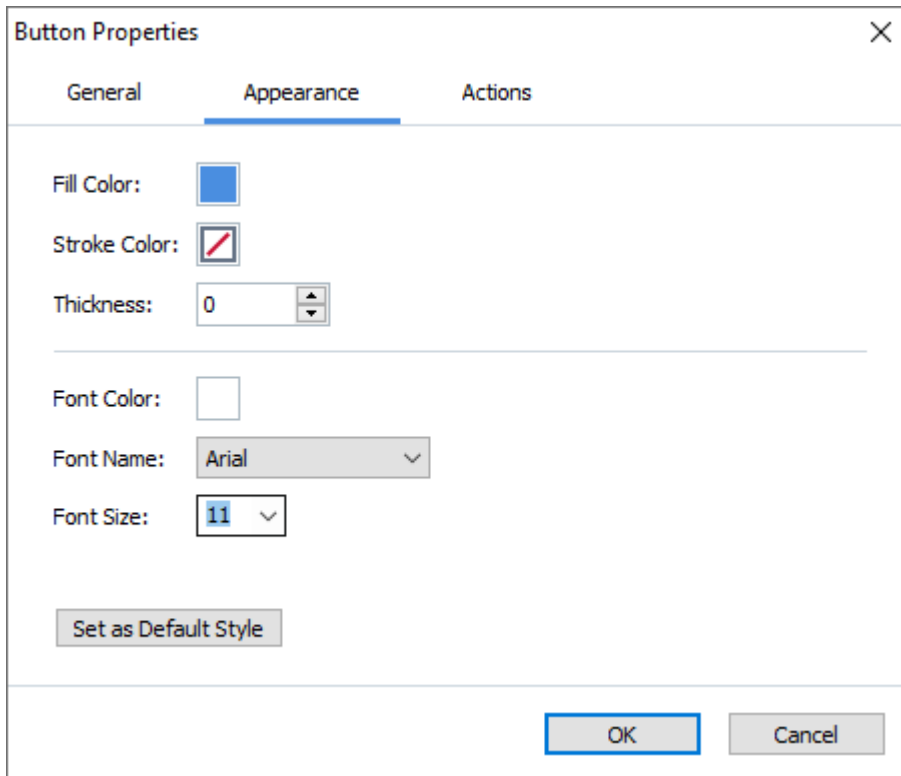 Button Properties
General Appearance Actions
Fill Color:
Stroke Color:
Thickness: 0
Font Color:
Font Name: Arial
Font Size: 11
Set as Default Style
OK Cancel